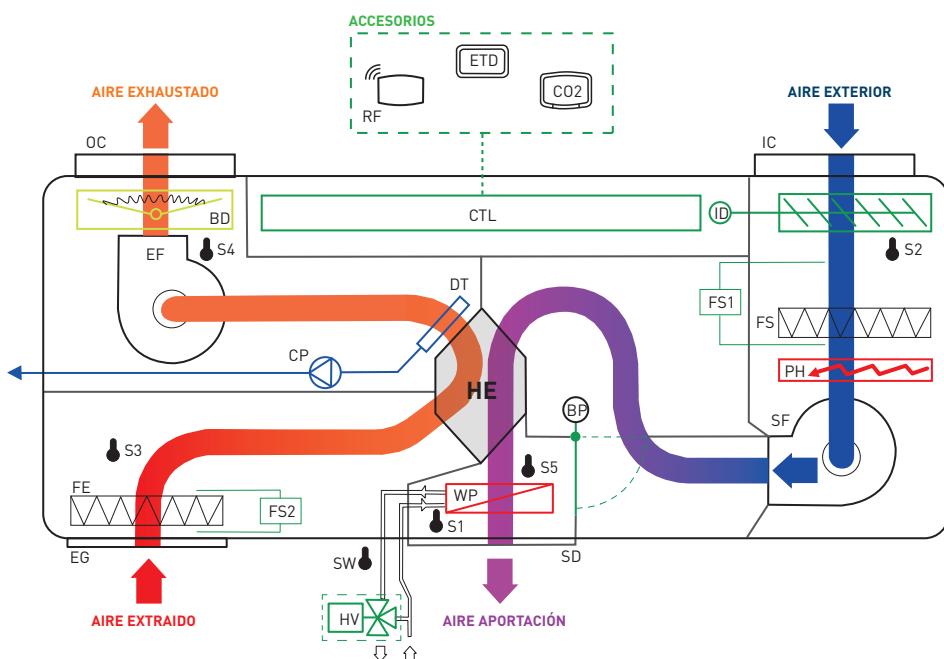 ACCESORIOS
ETD
CO2
RF
AIRE EXHAUSTADO
AIRE EXTERIOR
OC
IC
BD
CTL
ID
EF
S4
S2
DT
FS1
FS
CP
PH
HE
BP
SF
S3
S5
FE
WP
FS2
S1
EG
SW
SD
HV
AIRE EXTRAIDO
AIRE APORTACIÓN